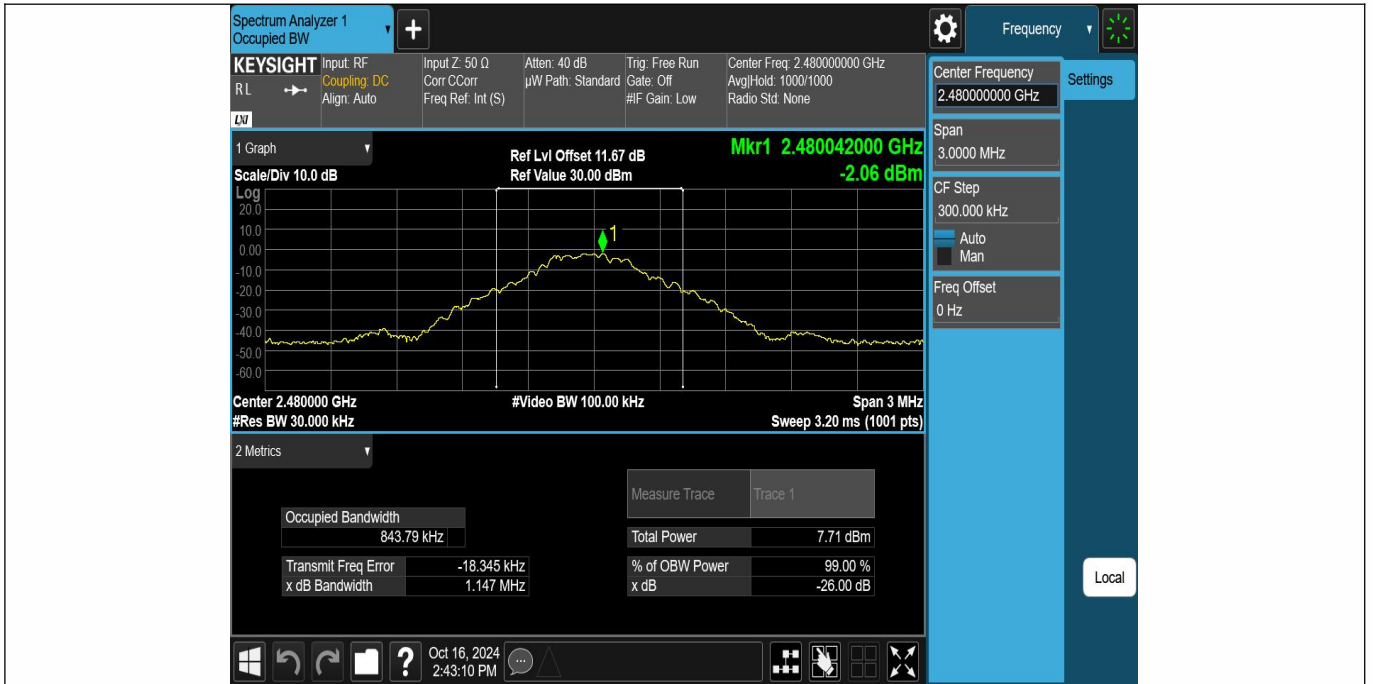 Spectrum Analyzer 1
Occupied BW
+
Frequency
KEYSIGHT
RL
LXI
Input: RF
Coupling: DC
Align: Auto
Input Z: 50 Ω
Corr CCorr
Freq Ref: Int (S)
Atten: 40 dB
µW Path: Standard
Trig: Free Run
Gate: Off
#IF Gain: Low
Center Freq: 2.480000000 GHz
Avg|Hold: 1000/1000
Radio Std: None
Center Frequency
2.480000000 GHz
Settings
Span
3.0000 MHz
CF Step
300.000 kHz
Auto
Man
Freq Offset
0 Hz
Local
1 Graph
Scale/Div 10.0 dB
Ref Lvl Offset 11.67 dB
Ref Value 30.00 dBm
Mkr1 2.480042000 GHz
-2.06 dBm
Log
20.0
10.0
0.00
-10.0
-20.0
-30.0
-40.0
-50.0
-60.0
1
Center 2.480000 GHz
#Res BW 30.000 kHz
#Video BW 100.00 kHz
Span 3 MHz
Sweep 3.20 ms (1001 pts)
2 Metrics
Measure Trace Trace 1
Occupied Bandwidth
843.79 kHz
Total Power 7.71 dBm
Transmit Freq Error -18.345 kHz
% of OBW Power 99.00 %
x dB Bandwidth 1.147 MHz
x dB -26.00 dB
?
Oct 16, 2024
2:43:10 PM